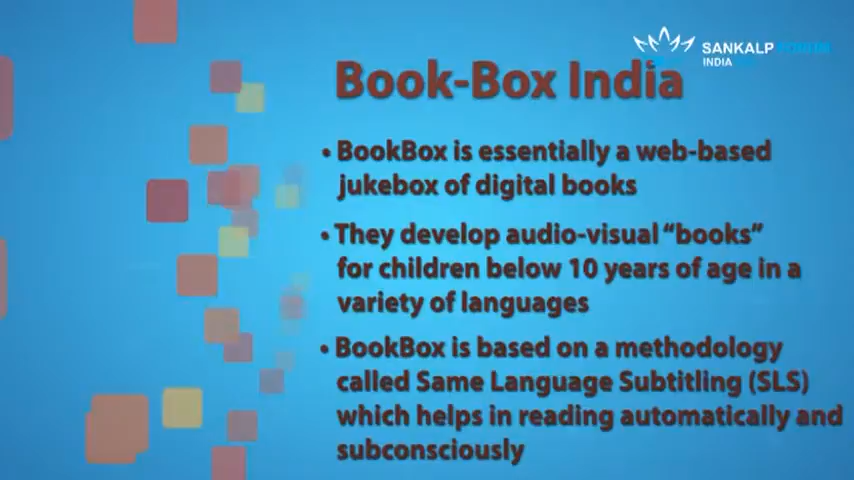 SANKALP FORUM
INDIA
Book-Box India
• BookBox is essentially a web-based
jukebox of digital books
• They develop audio-visual “books”
for children below 10 years of age in a
variety of languages
• BookBox is based on a methodology
called Same Language Subtitling (SLS)
which helps in reading automatically and
subconsciously